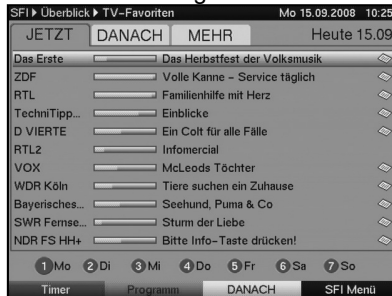 SFI ▸ Überblick ▸ TV-Favoriten Mo 15.09.2008 10:25
JETZT DANACH MEHR Heute 15.09
Das Erste Das Herbstfest der Volksmusik
ZDF Volle Kanne - Service täglich
RTL Familienhilfe mit Herz
TechniTipp... Einblicke
D VIERTE Ein Colt für alle Fälle
RTL2 Infomercial
VOX McLeods Töchter
WDR Köln Tiere suchen ein Zuhause
Bayerisches... Seehund, Puma & Co
SWR Fernse... Sturm der Liebe
NDR FS HH+ Bitte Info-Taste drücken!
1 Mo 2 Di 3 Mi 4 Do 5 Fr 6 Sa 7 So
Timer Programm DANACH SFI Menü